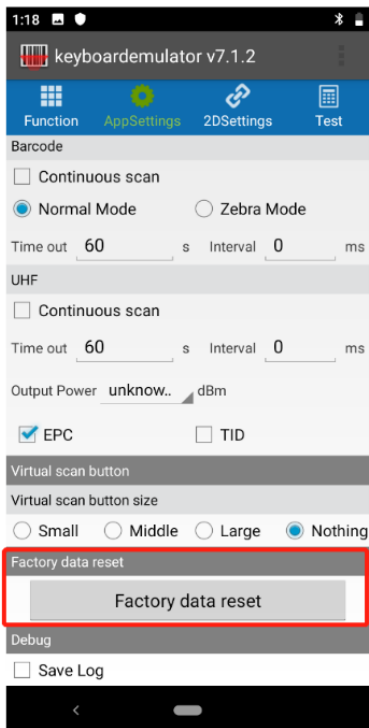 1:18
keyboardemulator v7.1.2
Function AppSettings 2DSettings Test
Barcode
Continuous scan
Normal Mode Zebra Mode
Time out 60 s Interval 0 ms
UHF
Continuous scan
Time out 60 s Interval 0 ms
Output Power unknow.. dBm
EPC TID
Virtual scan button
Virtual scan button size
Small Middle Large Nothing
Factory data reset
Factory data reset
Debug
Save Log